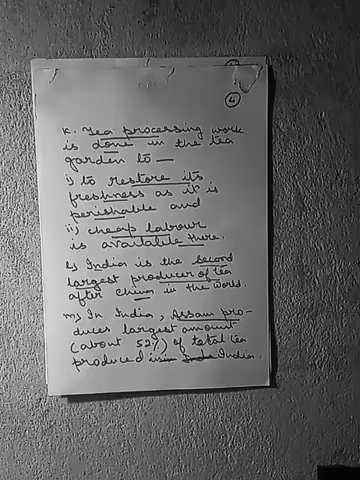 4
K. Tea processing work
is done in the tea
garden to —
i) to restore its
freshness as it is
perishable and
ii) cheap labour
is available there.
l) India is the second
largest producer of tea
after China in the world.
m) In India, Assam pro-
duces largest amount
(about 52%) of total tea
produced in India.